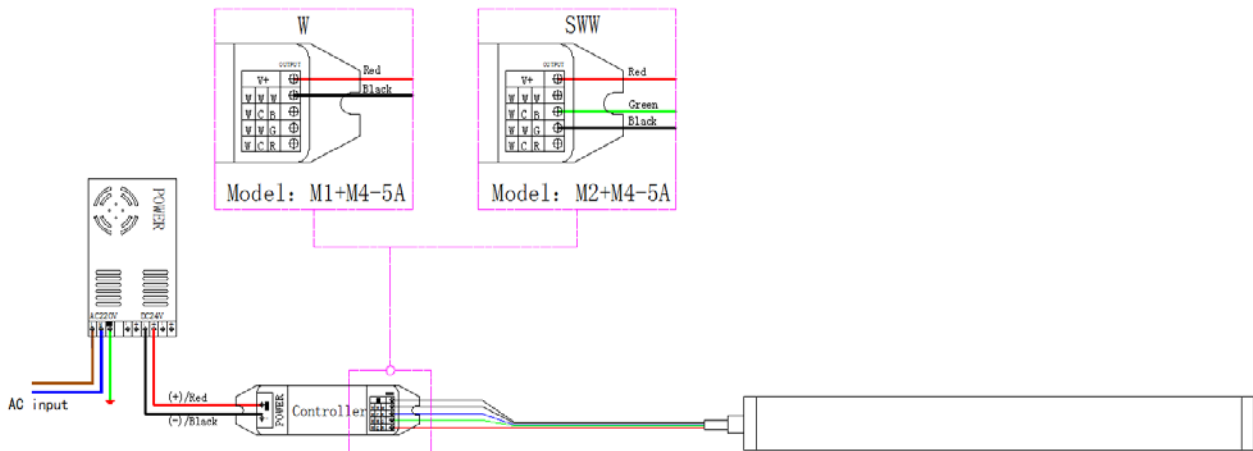 W
OUTPUT
V+
W W W
W C B
W W G
W C R
Red
Black
Model: M1+M4-5A
SWW
OUTPUT
V+
W W W
W C B
W W G
W C R
Red
Green
Black
Model: M2+M4-5A
POWER
AC220V
DC24V
AC input
(+)/Red
(-)/Black
POWER
Controller